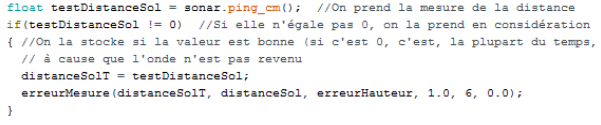 float testDistanceSol = sonar.ping_cm();  //On prend la mesure de la distance
if(testDistanceSol != 0)  //Si elle n'égale pas 0, on la prend en considération
{ //On la stocke si la valeur est bonne (si c'est 0, c'est, la plupart du temps,
  // à cause que l'onde n'est pas revenu
  distanceSolT = testDistanceSol;
  erreurMesure(distanceSolT, distanceSol, erreurHauteur, 1.0, 6, 0.0);
}